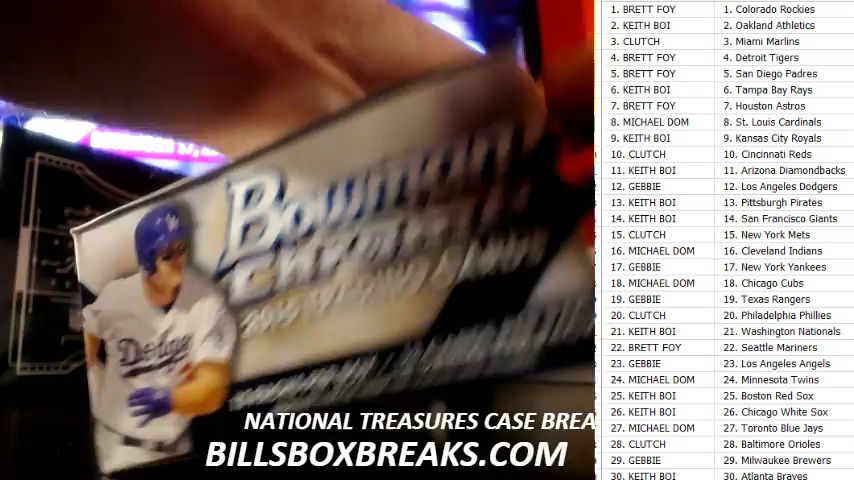 Bowman
CHROME
Dodgers
NATIONAL TREASURES CASE BREA
BILLSBOXBREAKS.COM
1. BRETT FOY 1. Colorado Rockies
2. KEITH BOI 2. Oakland Athletics
3. CLUTCH 3. Miami Marlins
4. BRETT FOY 4. Detroit Tigers
5. BRETT FOY 5. San Diego Padres
6. KEITH BOI 6. Tampa Bay Rays
7. BRETT FOY 7. Houston Astros
8. MICHAEL DOM 8. St. Louis Cardinals
9. KEITH BOI 9. Kansas City Royals
10. CLUTCH 10. Cincinnati Reds
11. KEITH BOI 11. Arizona Diamondbacks
12. GEBBIE 12. Los Angeles Dodgers
13. KEITH BOI 13. Pittsburgh Pirates
14. KEITH BOI 14. San Francisco Giants
15. CLUTCH 15. New York Mets
16. MICHAEL DOM 16. Cleveland Indians
17. GEBBIE 17. New York Yankees
18. MICHAEL DOM 18. Chicago Cubs
19. GEBBIE 19. Texas Rangers
20. CLUTCH 20. Philadelphia Phillies
21. KEITH BOI 21. Washington Nationals
22. BRETT FOY 22. Seattle Mariners
23. GEBBIE 23. Los Angeles Angels
24. MICHAEL DOM 24. Minnesota Twins
25. KEITH BOI 25. Boston Red Sox
26. KEITH BOI 26. Chicago White Sox
27. MICHAEL DOM 27. Toronto Blue Jays
28. CLUTCH 28. Baltimore Orioles
29. GEBBIE 29. Milwaukee Brewers
30. KEITH BOI 30. Atlanta Braves